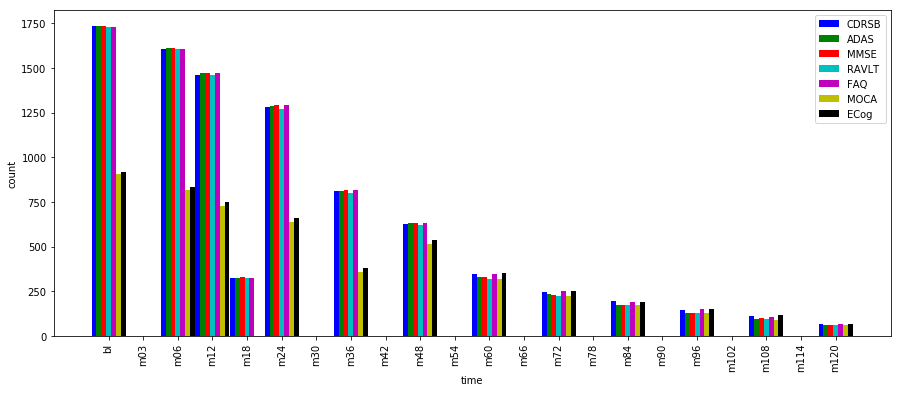 1750
1500
1250
1000
750
500
250
0
count
CDRSB
ADAS
MMSE
RAVLT
FAQ
MOCA
ECog
bl
m03
m06
m12
m18
m24
m30
m36
m42
m48
m54
m60
m66
m72
m78
m84
m90
m96
m102
m108
m114
m120
time